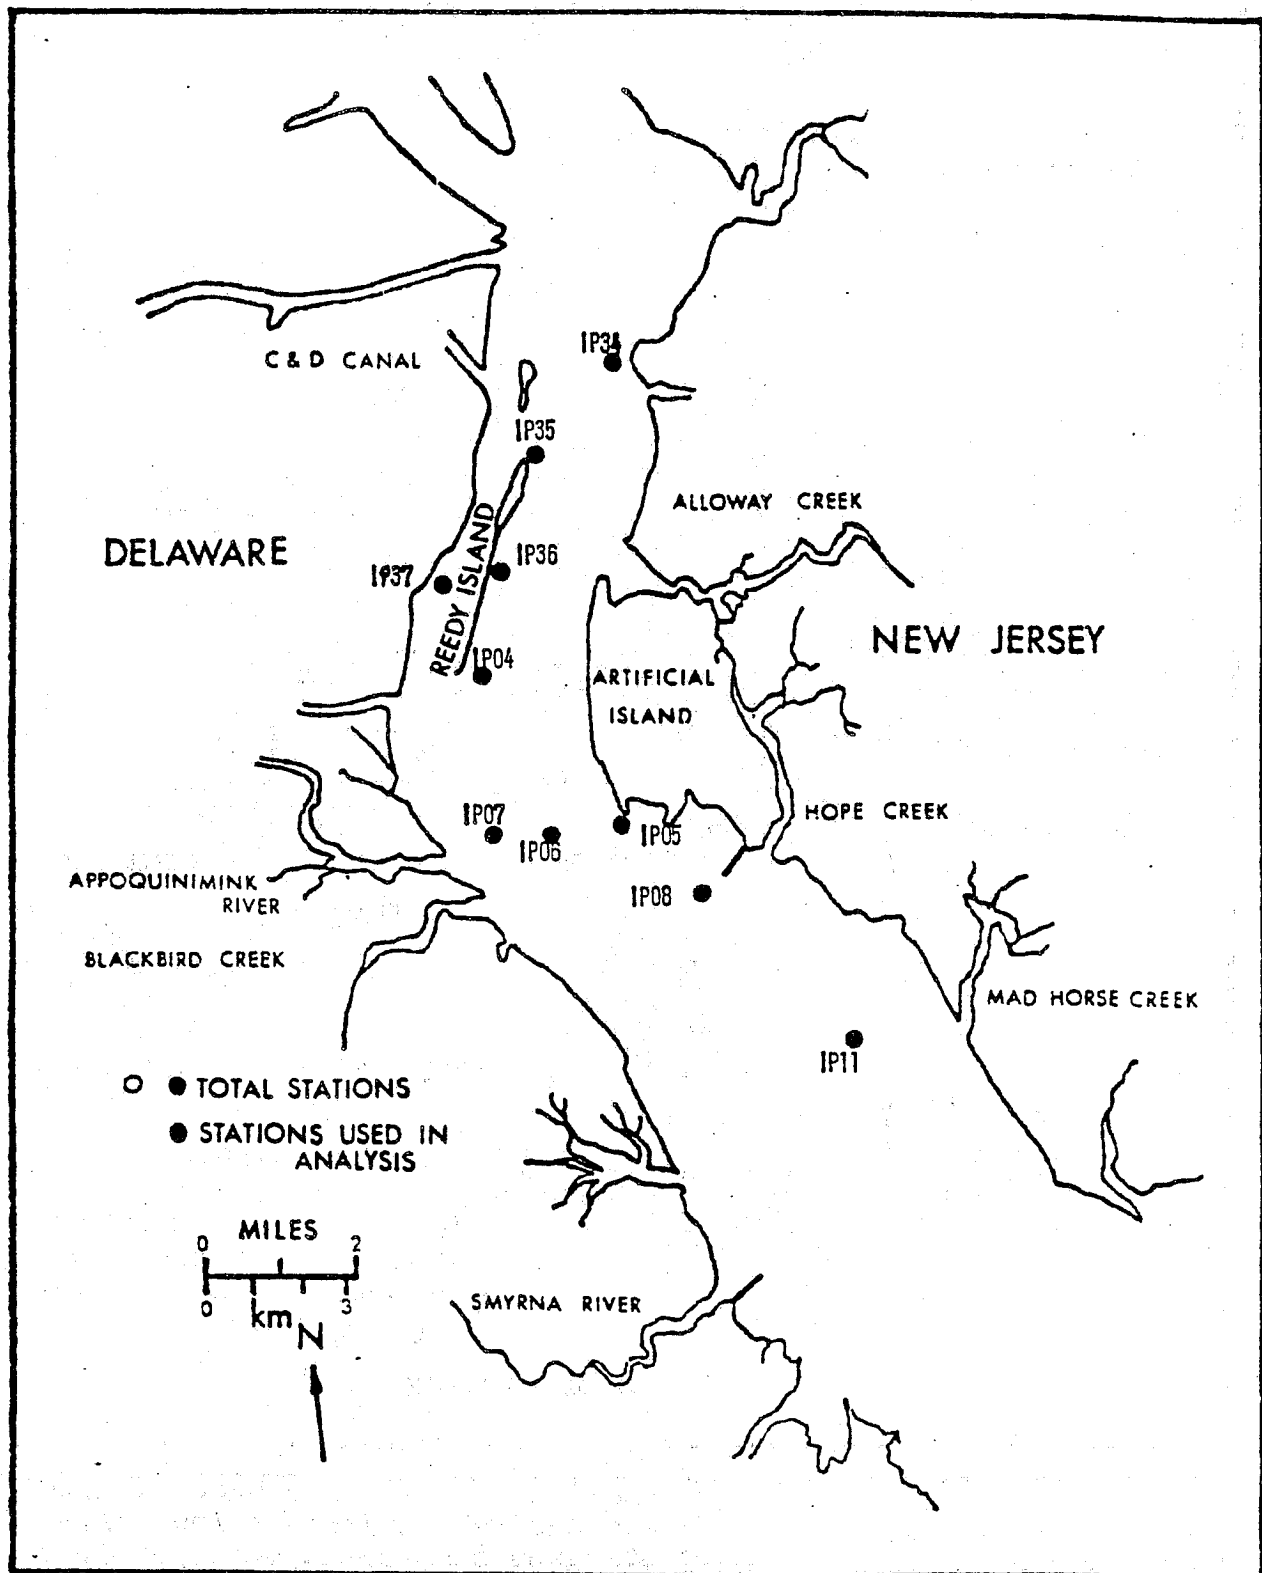 IP34
C & D CANAL
IP35
ALLOWAY CREEK
DELAWARE
IP36
IP37
REEDY ISLAND
NEW JERSEY
IP04
ARTIFICIAL
ISLAND
IP07
IP06
IP05
HOPE CREEK
APPOQUINIMINK
RIVER
IP08
BLACKBIRD CREEK
MAD HORSE CREEK
IP11
TOTAL STATIONS
STATIONS USED IN
ANALYSIS
MILES
0 2
0 3
km
N
SMYRNA RIVER